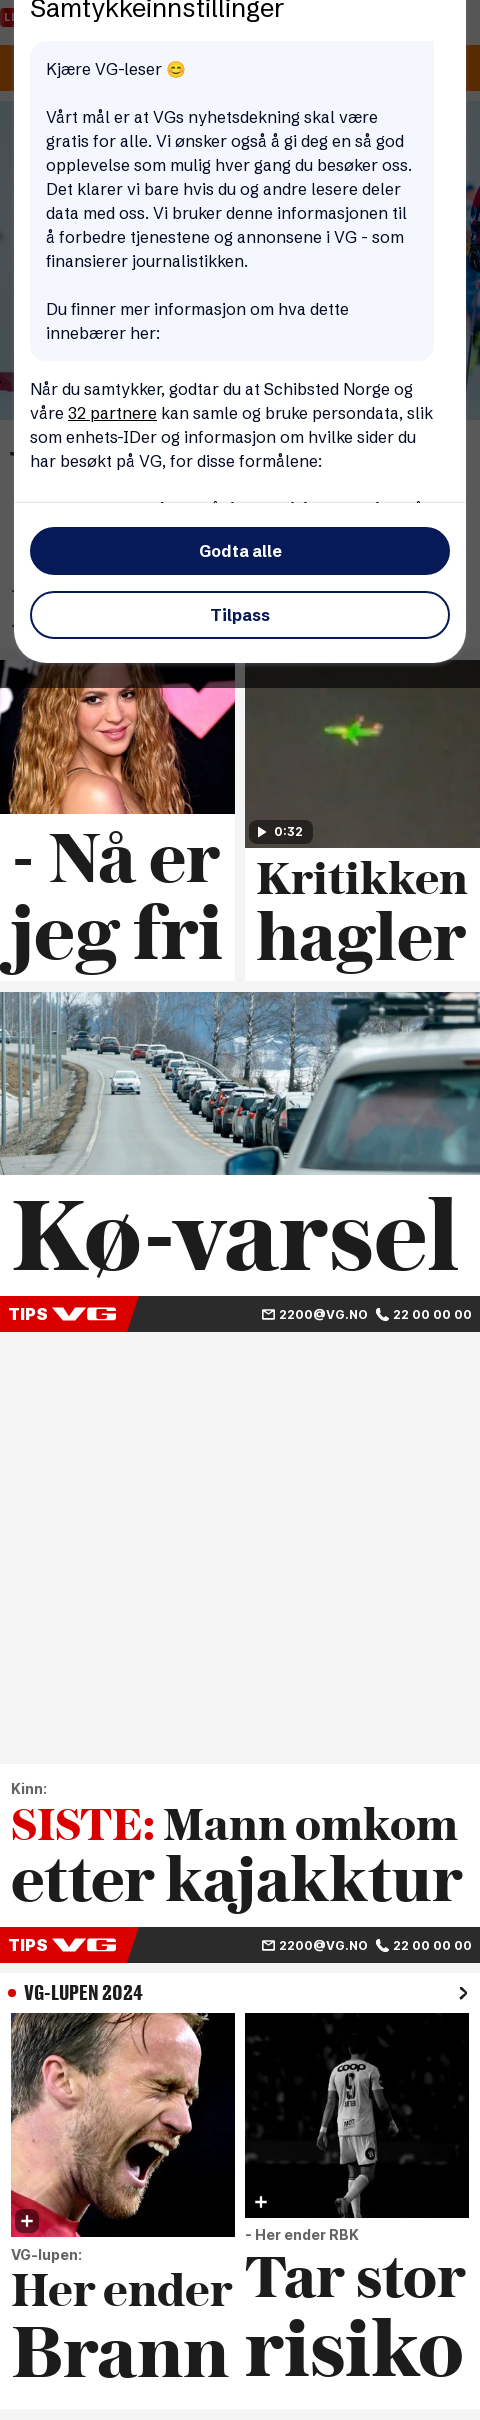 Samtykkeinnstillinger
Kjære VG-leser 😊
Vårt mål er at VGs nyhetsdekning skal være
gratis for alle. Vi ønsker også å gi deg en så god
opplevelse som mulig hver gang du besøker oss.
Det klarer vi bare hvis du og andre lesere deler
data med oss. Vi bruker denne informasjonen til
å forbedre tjenestene og annonsene i VG - som
finansierer journalistikken.
Du finner mer informasjon om hva dette
innebærer her:
Når du samtykker, godtar du at Schibsted Norge og
våre 32 partnere kan samle og bruke persondata, slik
som enhets-IDer og informasjon om hvilke sider du
har besøkt på VG, for disse formålene:
Godta alle
Tilpass
- Nå er
jeg fri
0:32
Kritikken
hagler
Kø-varsel
TIPS VG 2200@VG.NO 22 00 00 00
Kinn:
SISTE: Mann omkom
etter kajakktur
TIPS VG 2200@VG.NO 22 00 00 00
VG-LUPEN 2024
coop
9
VG-lupen:
Her ender
Brann
- Her ender RBK
Tar stor
risiko